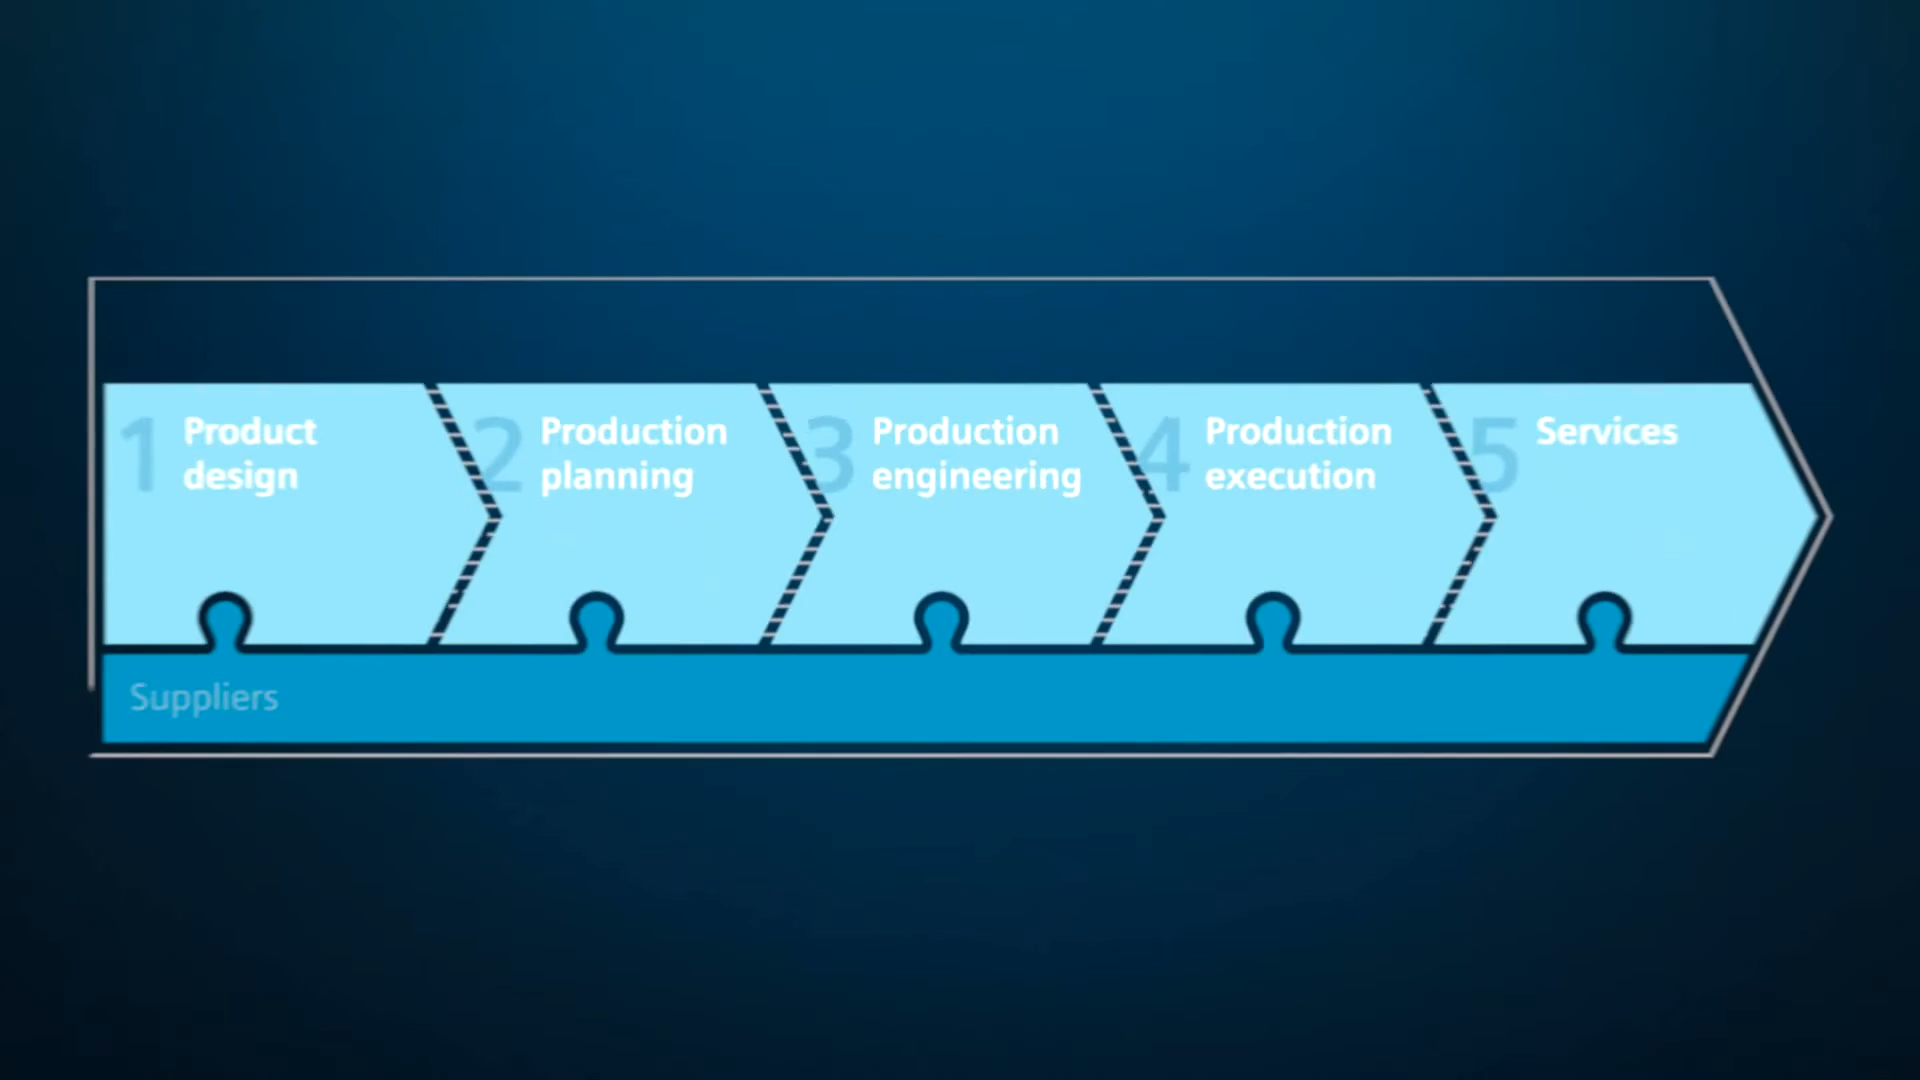 1 Product
design
2 Production
planning
3 Production
engineering
4 Production
execution
5 Services
Suppliers